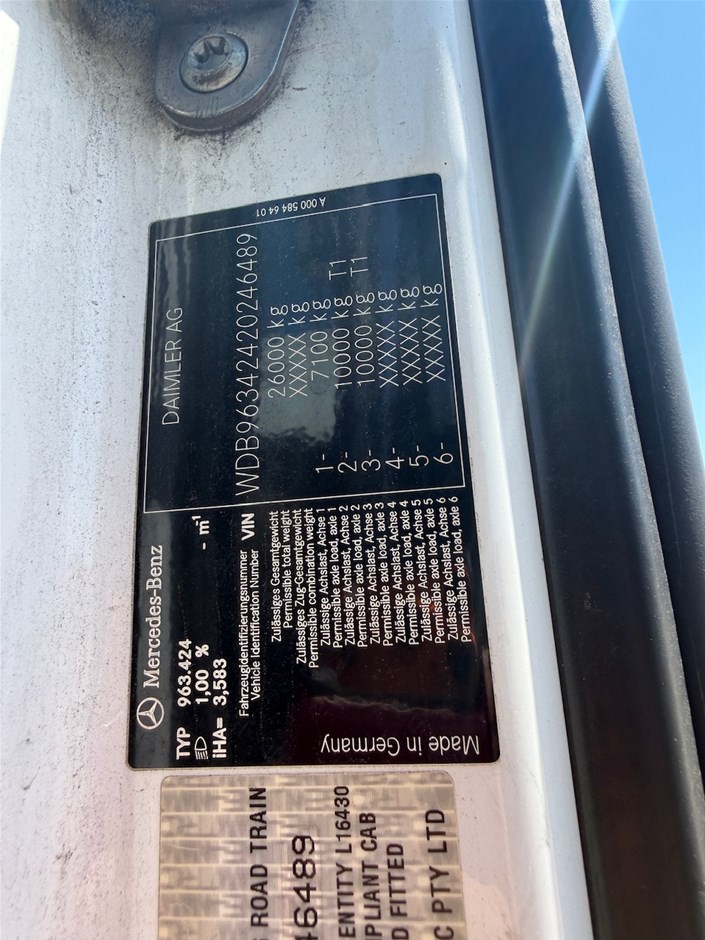 Mercedes-Benz
TYP 963.424
1,00 %
iHA= 3,583 - m⁻¹
DAIMLER AG
Fahrzeugidentifizierungsnummer
Vehicle Identification Number VIN WDB96342420246489
Zulässiges Gesamtgewicht
Permissible total weight 26000 kg
Zulässiges Zug-Gesamtgewicht
Permissible combination weight XXXXX kg
Zulässige Achslast, Achse 1
Permissible axle load, axle 1 1- 7100 kg
Zulässige Achslast, Achse 2
Permissible axle load, axle 2 2- 10000 kg T1
Zulässige Achslast, Achse 3
Permissible axle load, axle 3 3- 10000 kg T1
Zulässige Achslast, Achse 4
Permissible axle load, axle 4 4- XXXXX kg
Zulässige Achslast, Achse 5
Permissible axle load, axle 5 5- XXXXX kg
Zulässige Achslast, Achse 6
Permissible axle load, axle 6 6- XXXXX kg
Made in Germany
A 000 584 64 01
ROAD TRAIN
46489
ENTITY L16430
PLIANT CAB
D FITTED
C PTY LTD